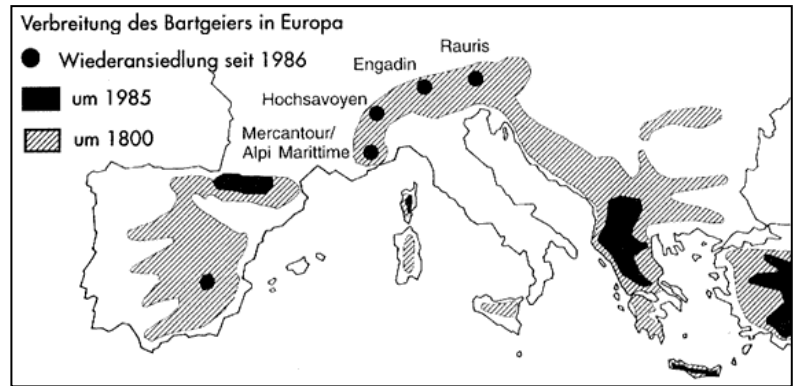 Verbreitung des Bartgeiers in Europa
Wiederansiedlung seit 1986
um 1985
um 1800
Rauris
Engadin
Hochsavoyen
Mercantour/
Alpi Marittime